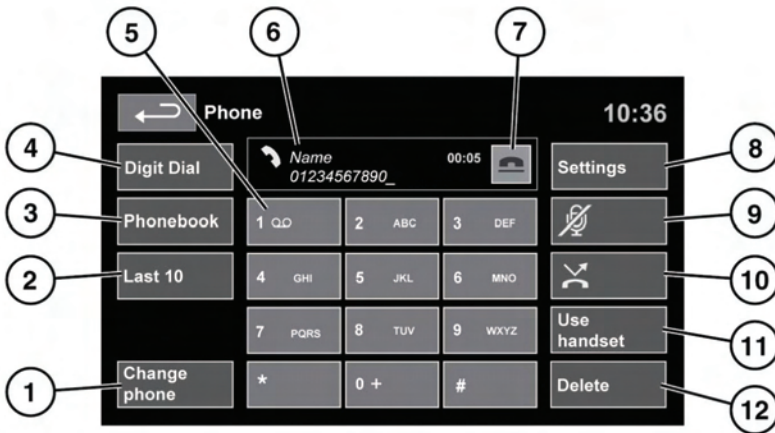 5
6
7
Phone
10:36
4
Digit Dial
Name
00:05
01234567890_
Settings
8
3
Phonebook
1
2 ABC
3 DEF
9
2
Last 10
4 GHI
5 JKL
6 MNO
10
7 PQRS
8 TUV
9 WXYZ
Use
handset
11
1
Change
phone
*
0 +
#
Delete
12